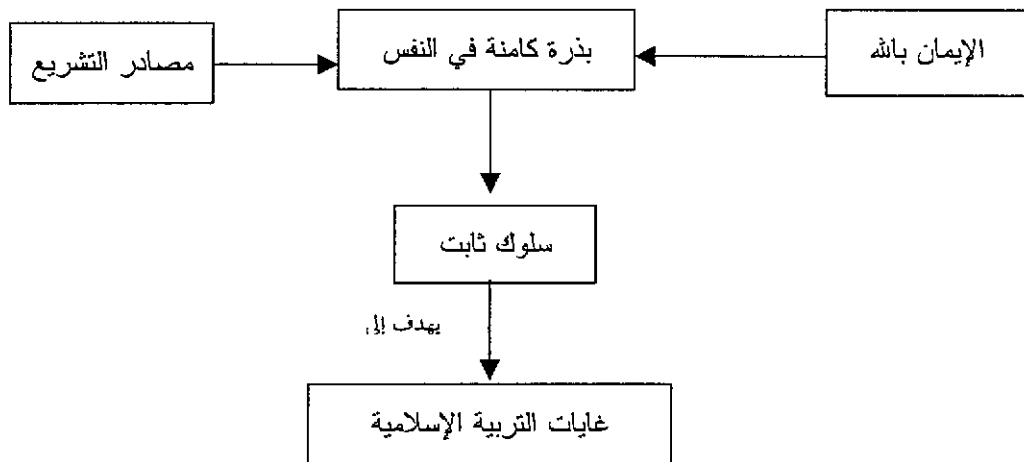 الإيمان بالله
بذرة كامنة في النفس
مصادر التشريع
سلوك ثابت
يهدف إلى
غايات التربية الإسلامية